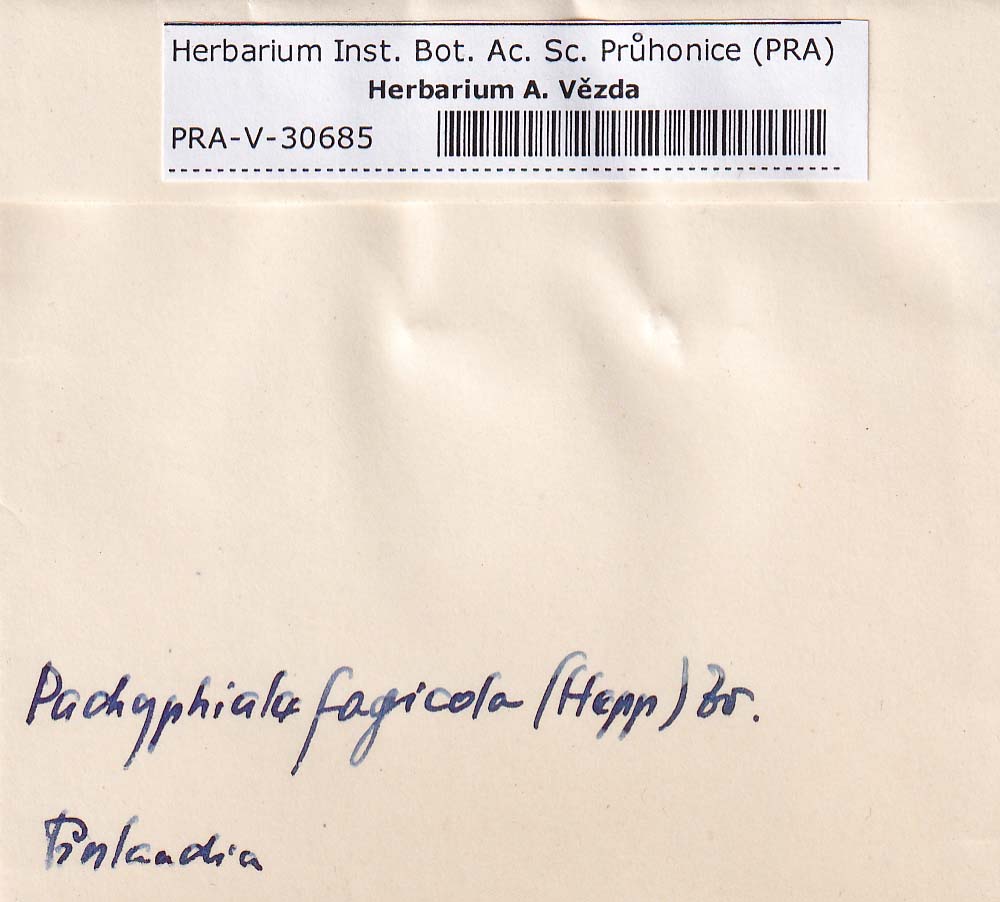 Herbarium Inst. Bot. Ac. Sc. Průhonice (PRA)
Herbarium A. Vězda
PRA-V-30685
Pachyphiale fagicola (Hepp) Zw.
Finlandia